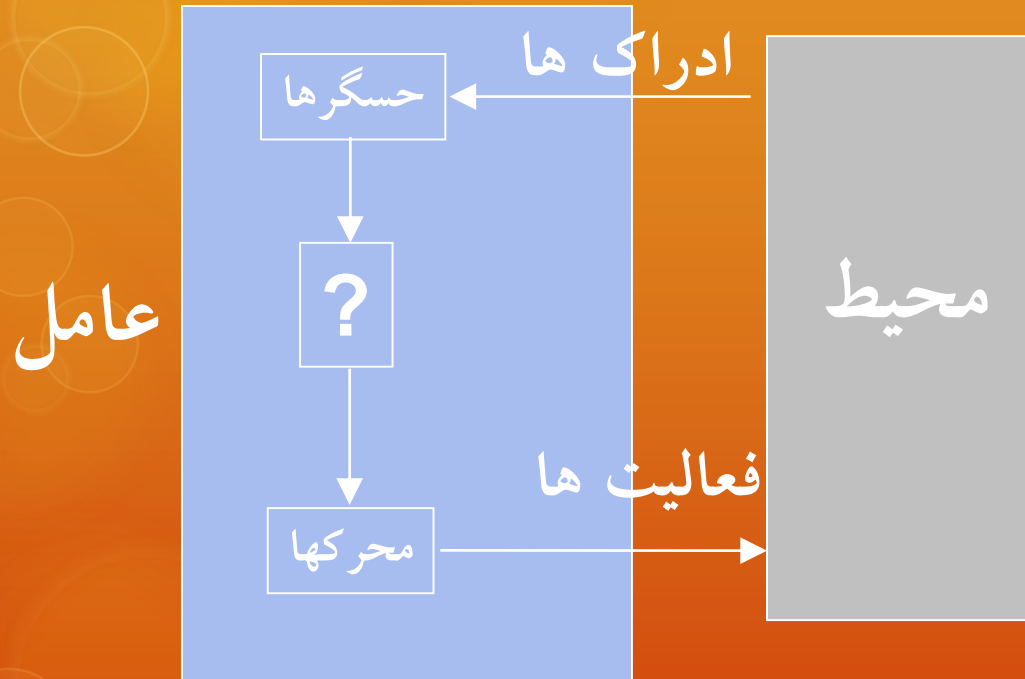 ادراک ها
حسگرها
?
عامل
محیط
فعالیت ها
محرکها